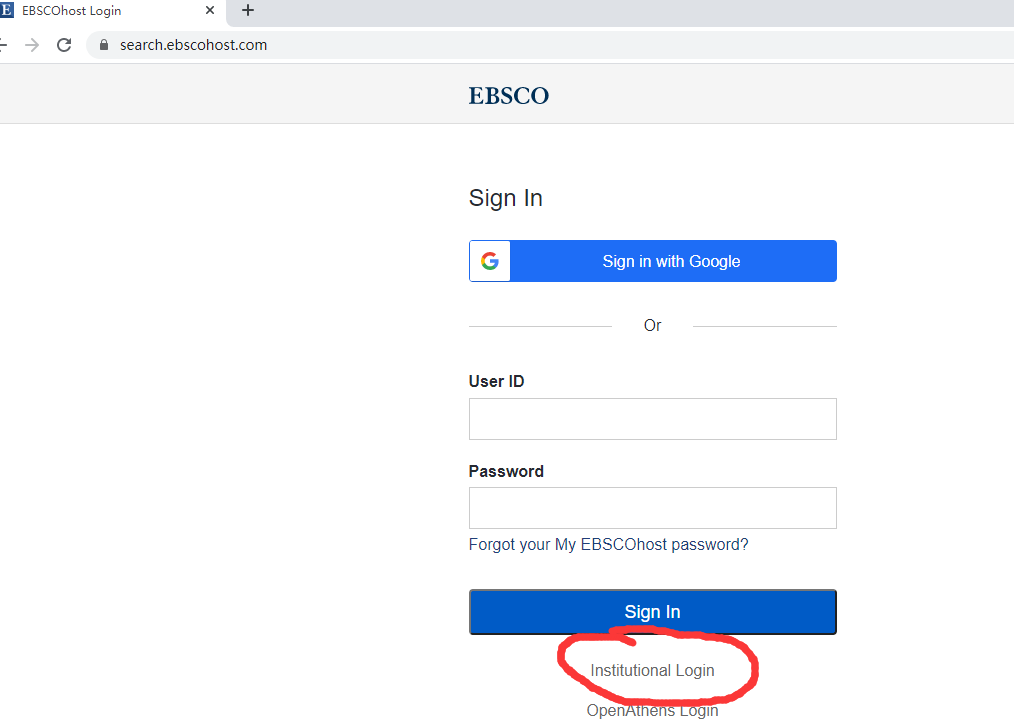 E EBSCOhost Login
search.ebscohost.com
EBSCO
Sign In
Sign in with Google
Or
User ID
Password
Forgot your My EBSCOhost password?
Sign In
Institutional Login
OpenAthens Login